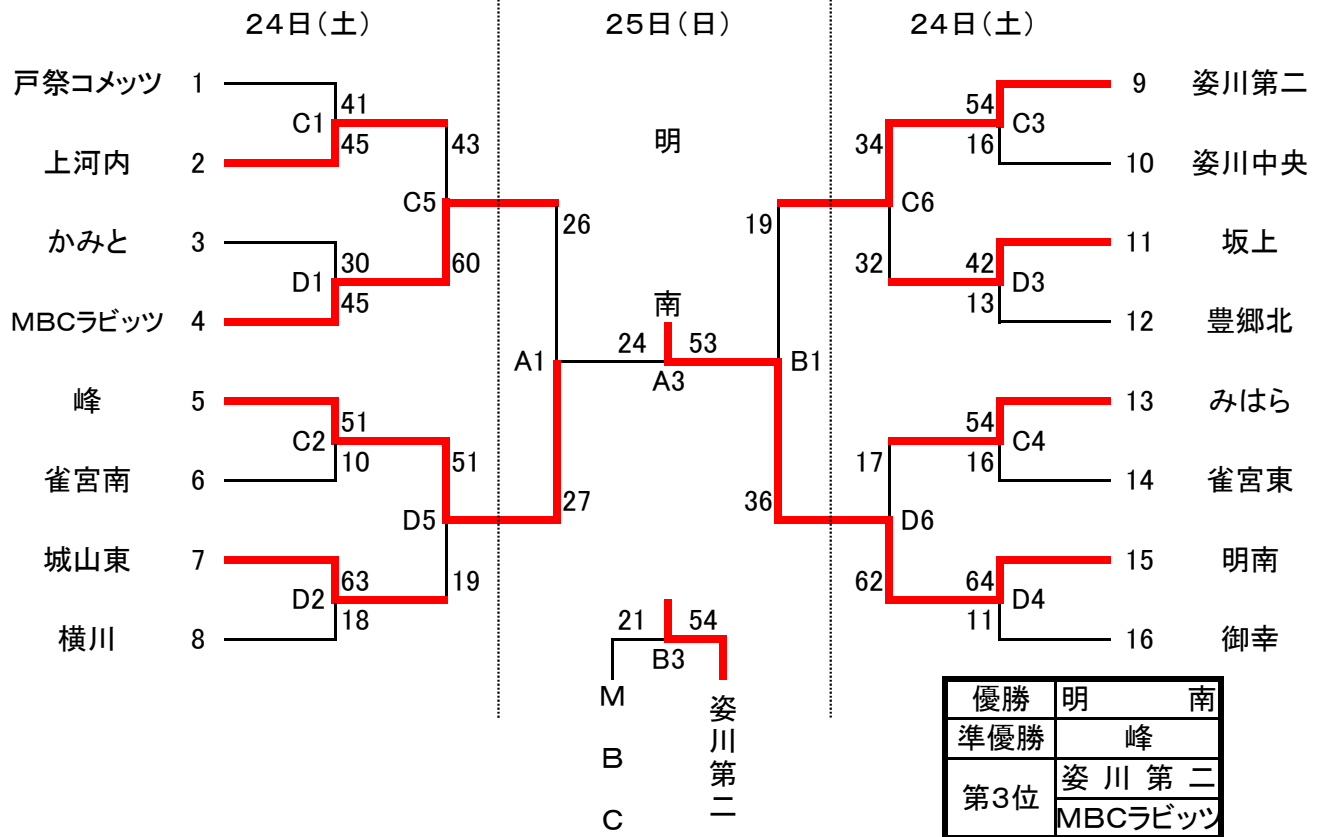 24日(土) 25日(日) 24日(土)
戸祭コメッツ 1 9 姿川第二
41 54
C1 C3
45 43 明 34 16
上河内 2 10 姿川中央
C5 C6
26 19
かみと 3 11 坂上
30 60 32 42
D1 D3
45 南 13
MBCラビッツ 4 12 豊郷北
24 53
A1 A3 B1
峰 5 13 みはら
51 54
C2 C4
10 51 17 16
雀宮南 6 14 雀宮東
27 36
D5 D6
城山東 7 15 明南
63 19 62 64
D2 D4
18 21 54 11
横川 8 16 御幸
B3
MBC 姿川第二
優勝 明南
準優勝 峰
第3位 姿川第二
MBCラビッツ